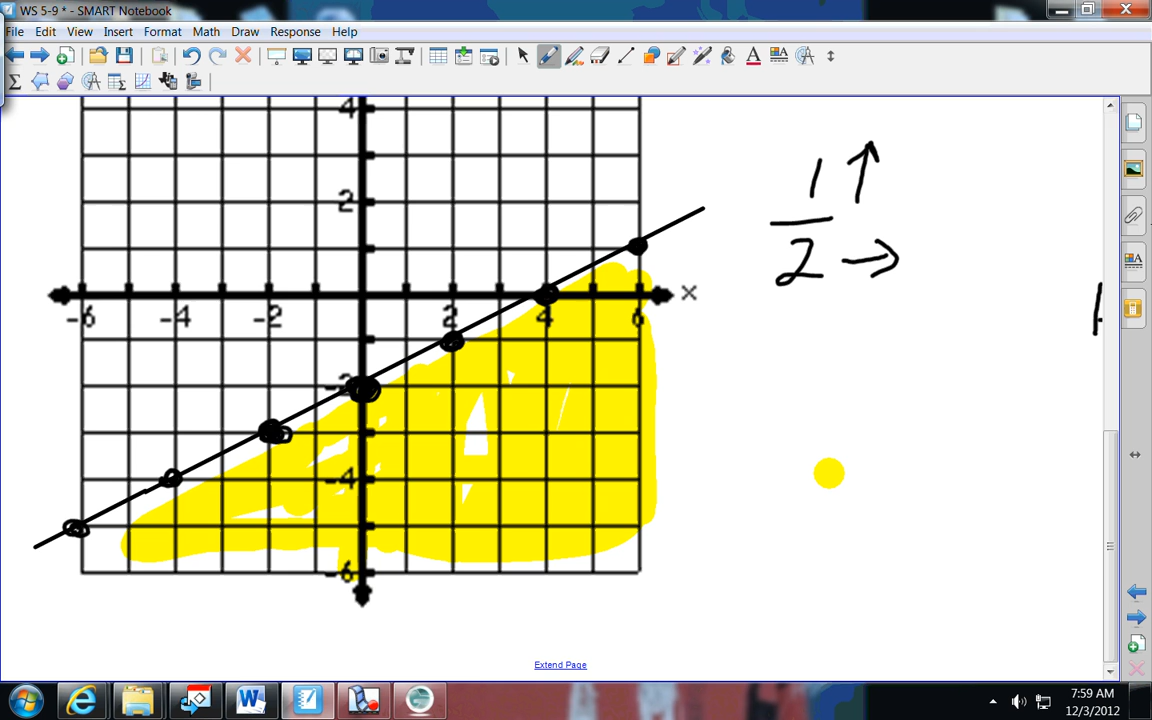 WS 5-9 * - SMART Notebook
File Edit View Insert Format Math Draw Response Help
4
2
-6 -4 -2 2 4 6 x
-2
-4
-6
1
2
Extend Page
7:59 AM
12/3/2012